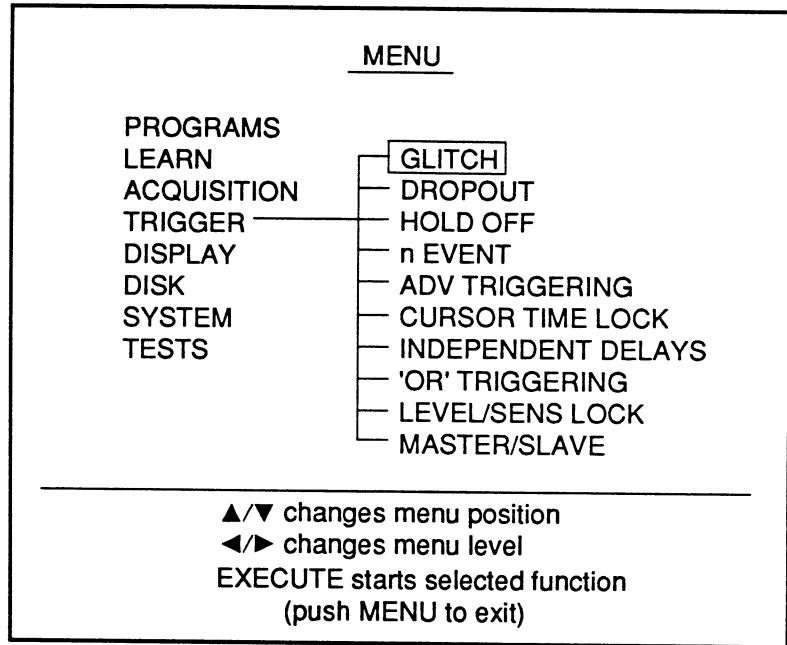 MENU
PROGRAMS
LEARN
ACQUISITION
TRIGGER
DISPLAY
DISK
SYSTEM
TESTS
GLITCH
DROPOUT
HOLD OFF
n EVENT
ADV TRIGGERING
CURSOR TIME LOCK
INDEPENDENT DELAYS
'OR' TRIGGERING
LEVEL/SENS LOCK
MASTER/SLAVE
▲/▼ changes menu position
◄/► changes menu level
EXECUTE starts selected function
(push MENU to exit)